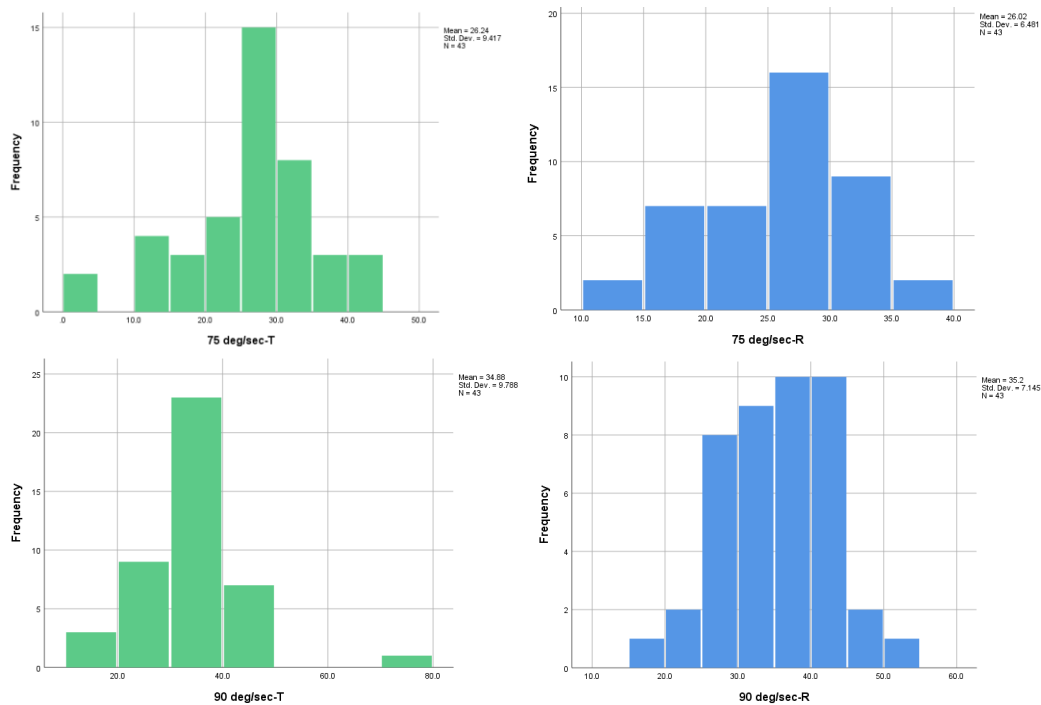 Mean = 26.24
Std. Dev. = 9.417
N = 43
Frequency
15
10
5
0
.0 10.0 20.0 30.0 40.0 50.0
75 deg/sec-T
Mean = 26.02
Std. Dev. = 6.481
N = 43
Frequency
20
15
10
5
0
10.0 15.0 20.0 25.0 30.0 35.0 40.0
75 deg/sec-R
Mean = 34.88
Std. Dev. = 9.788
N = 43
Frequency
25
20
15
10
5
0
20.0 40.0 60.0 80.0
90 deg/sec-T
Mean = 35.2
Std. Dev. = 7.145
N = 43
Frequency
10
8
6
4
2
0
10.0 20.0 30.0 40.0 50.0 60.0
90 deg/sec-R